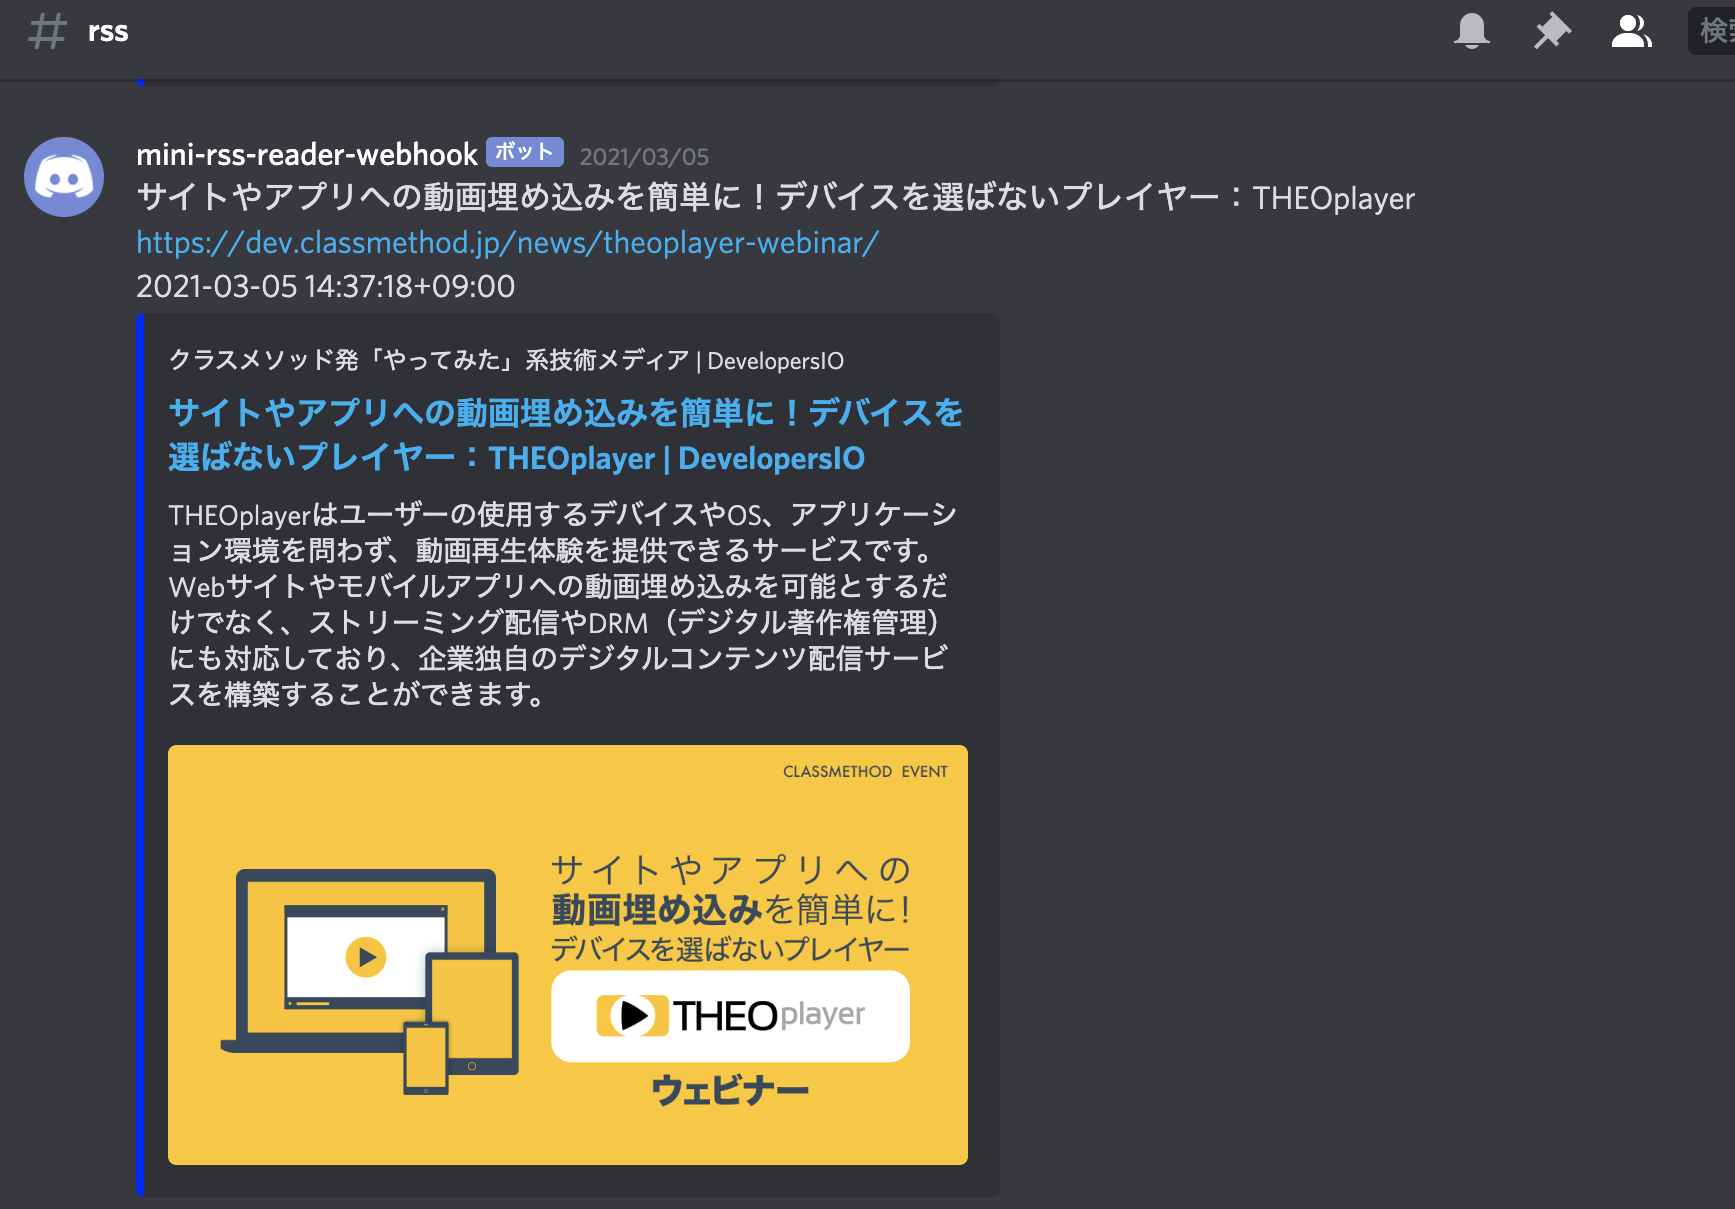 # rss
検索
mini-rss-reader-webhook ボット 2021/03/05
サイトやアプリへの動画埋め込みを簡単に！デバイスを選ばないプレイヤー：THEOplayer
https://dev.classmethod.jp/news/theoplayer-webinar/
2021-03-05 14:37:18+09:00
クラスメソッド発「やってみた」系技術メディア | DevelopersIO
サイトやアプリへの動画埋め込みを簡単に！デバイスを
選ばないプレイヤー：THEOplayer | DevelopersIO
THEOplayerはユーザーの使用するデバイスやOS、アプリケーシ
ョン環境を問わず、動画再生体験を提供できるサービスです。
Webサイトやモバイルアプリへの動画埋め込みを可能とするだ
けでなく、ストリーミング配信やDRM（デジタル著作権管理）
にも対応しており、企業独自のデジタルコンテンツ配信サービ
スを構築することができます。
CLASSMETHOD EVENT
サイトやアプリへの
動画埋め込みを簡単に!
デバイスを選ばないプレイヤー
THEOplayer
ウェビナー